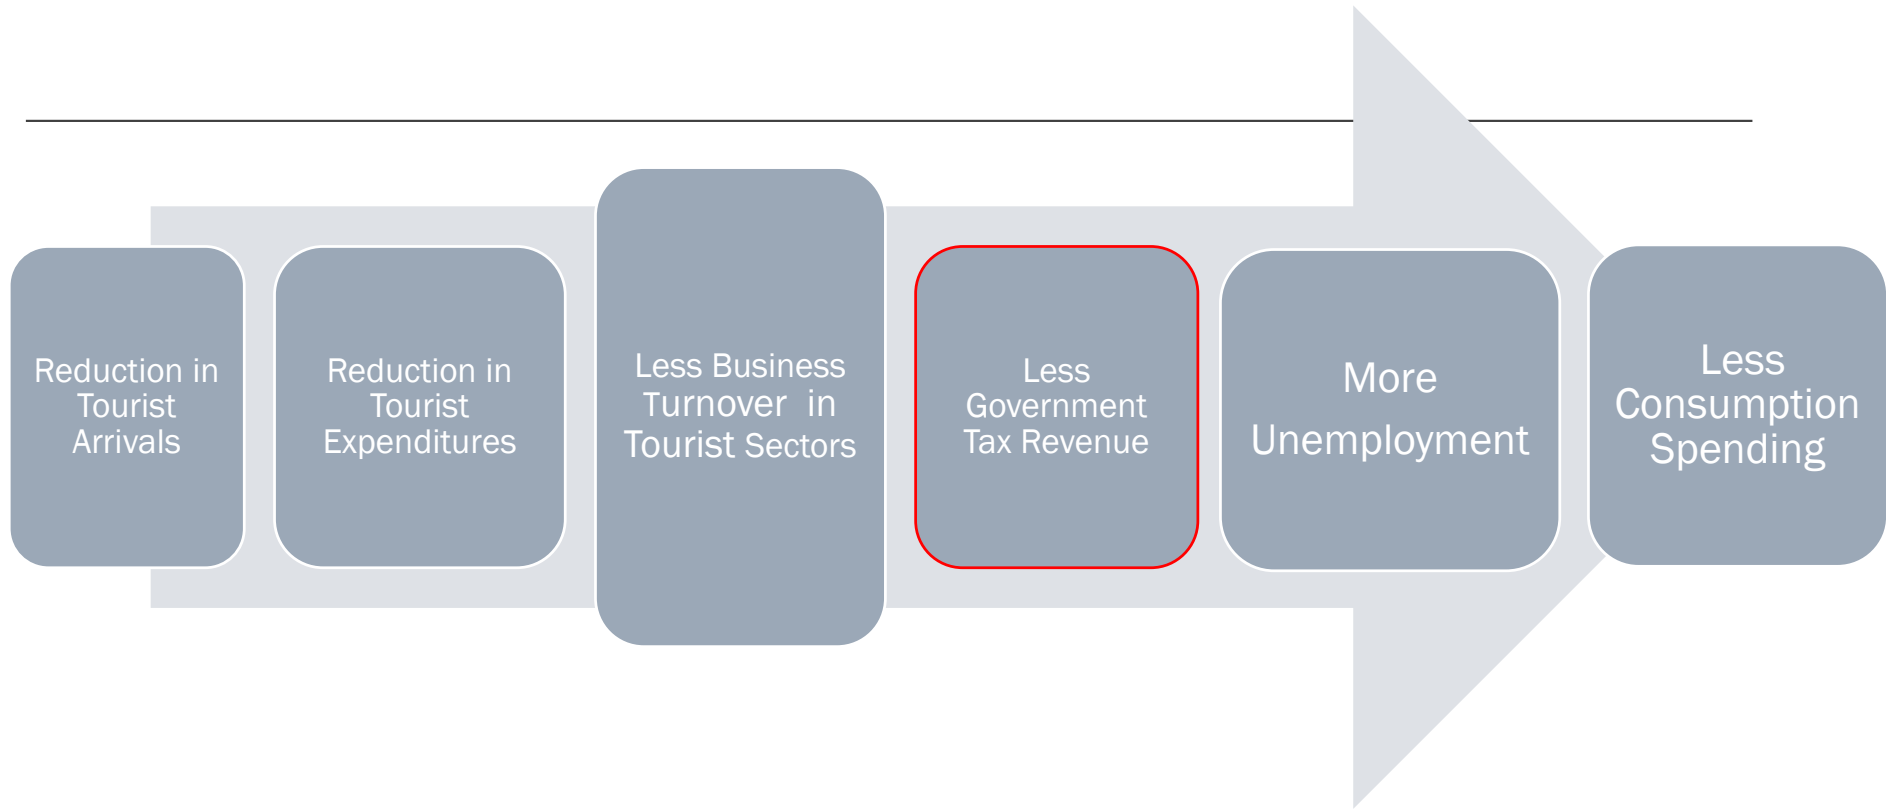 Reduction in
Tourist
Arrivals
Reduction in
Tourist
Expenditures
Less Business
Turnover in
Tourist Sectors
Less
Government
Tax Revenue
More
Unemployment
Less
Consumption
Spending